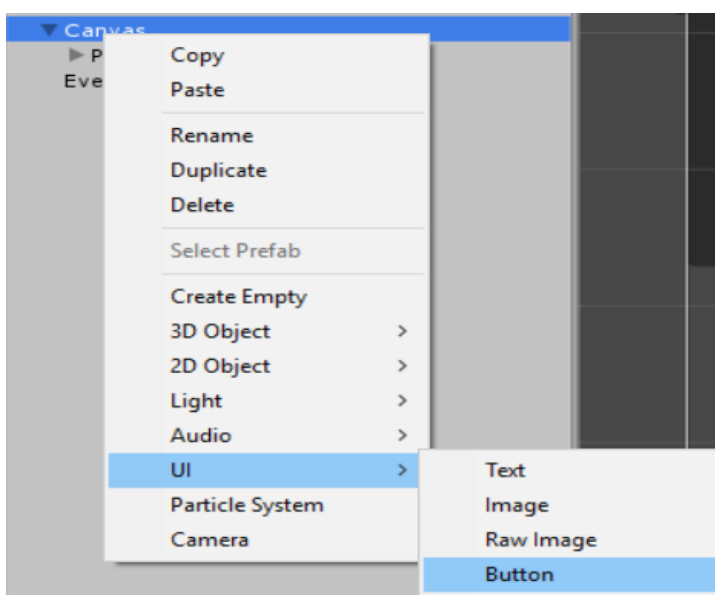 Canvas
P
Eve
Copy
Paste
Rename
Duplicate
Delete
Select Prefab
Create Empty
3D Object
2D Object
Light
Audio
UI
Particle System
Camera
Text
Image
Raw Image
Button